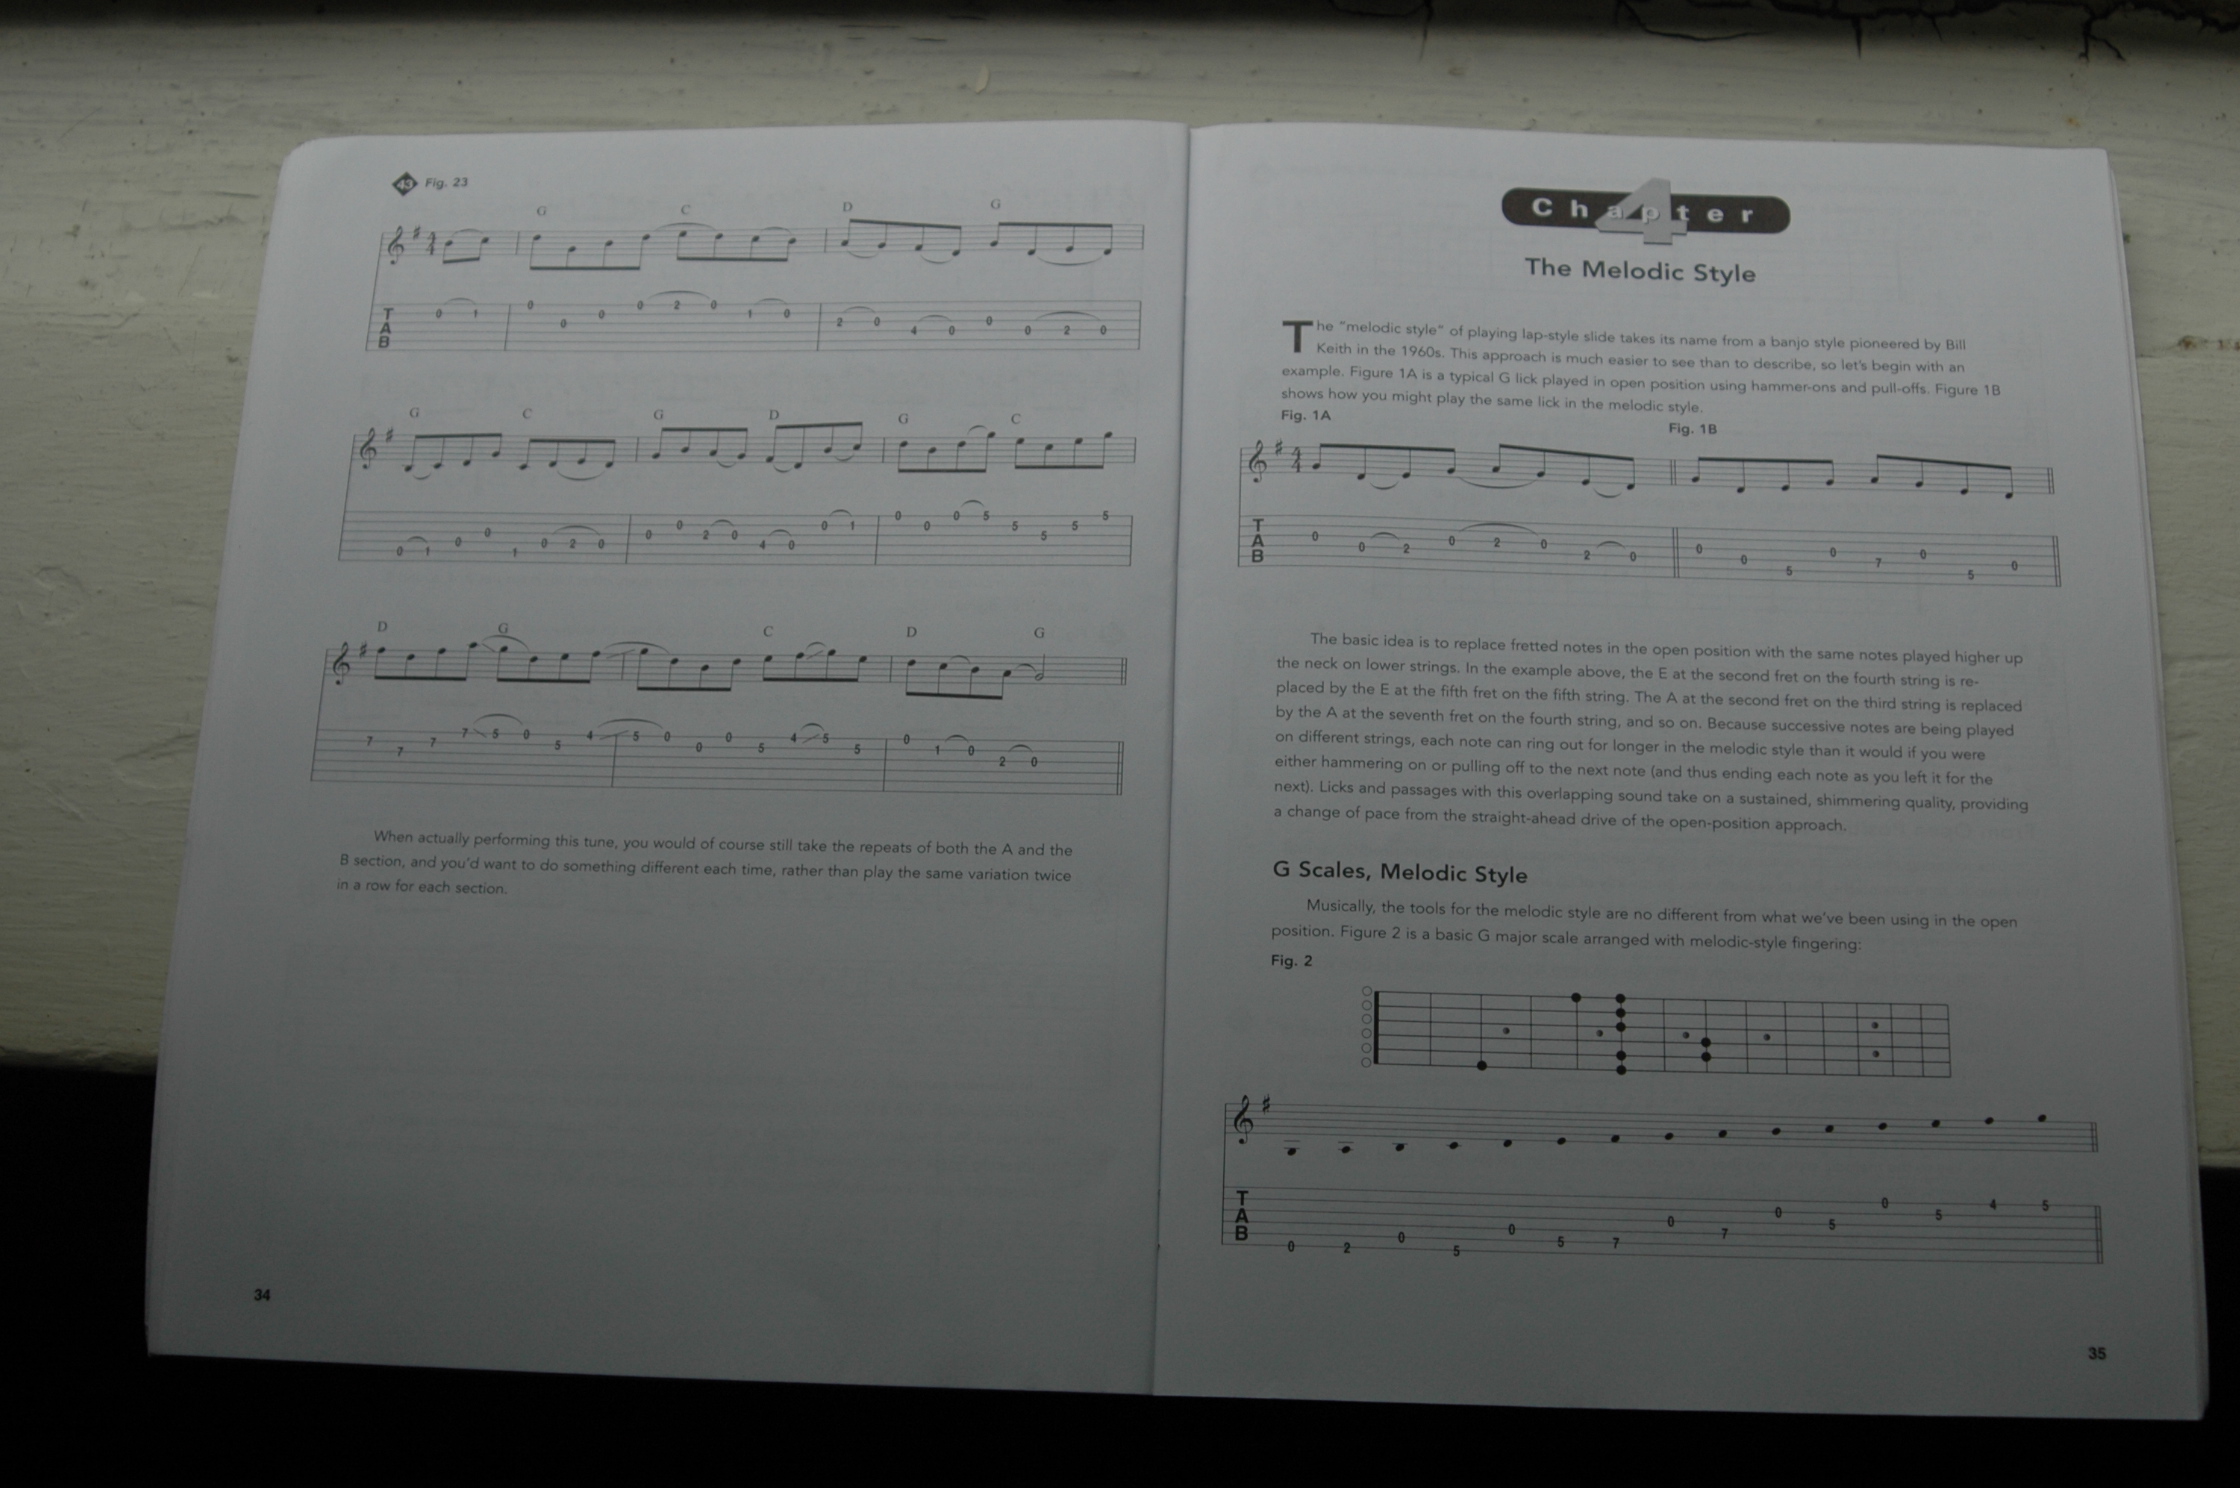 43 Fig. 23
G C D G
4 4
T A B
0 1 0 0 0 0 2 0 1 0 2 0 4 0 0 0 2 0
G C G D G C
0 1 0 0 1 0 2 0 0 0 2 0 4 0 0 1 0 0 0 5 5 5 5 5
D G C D G
7 7 7 7 5 0 5 4 5 0 0 0 5 4 5 5 0 1 0 2 0
When actually performing this tune, you would of course still take the repeats of both the A and the
B section, and you'd want to do something different each time, rather than play the same variation twice
in a row for each section.
34
Chapter 4
The Melodic Style
The "melodic style" of playing lap-style slide takes its name from a banjo style pioneered by Bill
Keith in the 1960s. This approach is much easier to see than to describe, so let's begin with an
example. Figure 1A is a typical G lick played in open position using hammer-ons and pull-offs. Figure 1B
shows how you might play the same lick in the melodic style.
Fig. 1A
Fig. 1B
4 4
T A B
0 0 2 0 2 0 2 0 0 0 5 0 7 0 5 0
The basic idea is to replace fretted notes in the open position with the same notes played higher up
the neck on lower strings. In the example above, the E at the second fret on the fourth string is re-
placed by the E at the fifth fret on the fifth string. The A at the second fret on the third string is replaced
by the A at the seventh fret on the fourth string, and so on. Because successive notes are being played
on different strings, each note can ring out for longer in the melodic style than it would if you were
either hammering on or pulling off to the next note (and thus ending each note as you left it for the
next). Licks and passages with this overlapping sound take on a sustained, shimmering quality, providing
a change of pace from the straight-ahead drive of the open-position approach.
G Scales, Melodic Style
Musically, the tools for the melodic style are no different from what we've been using in the open
position. Figure 2 is a basic G major scale arranged with melodic-style fingering:
Fig. 2
T A B
0 2 0 5 0 5 7 0 7 0 5 0 5 4 5
35